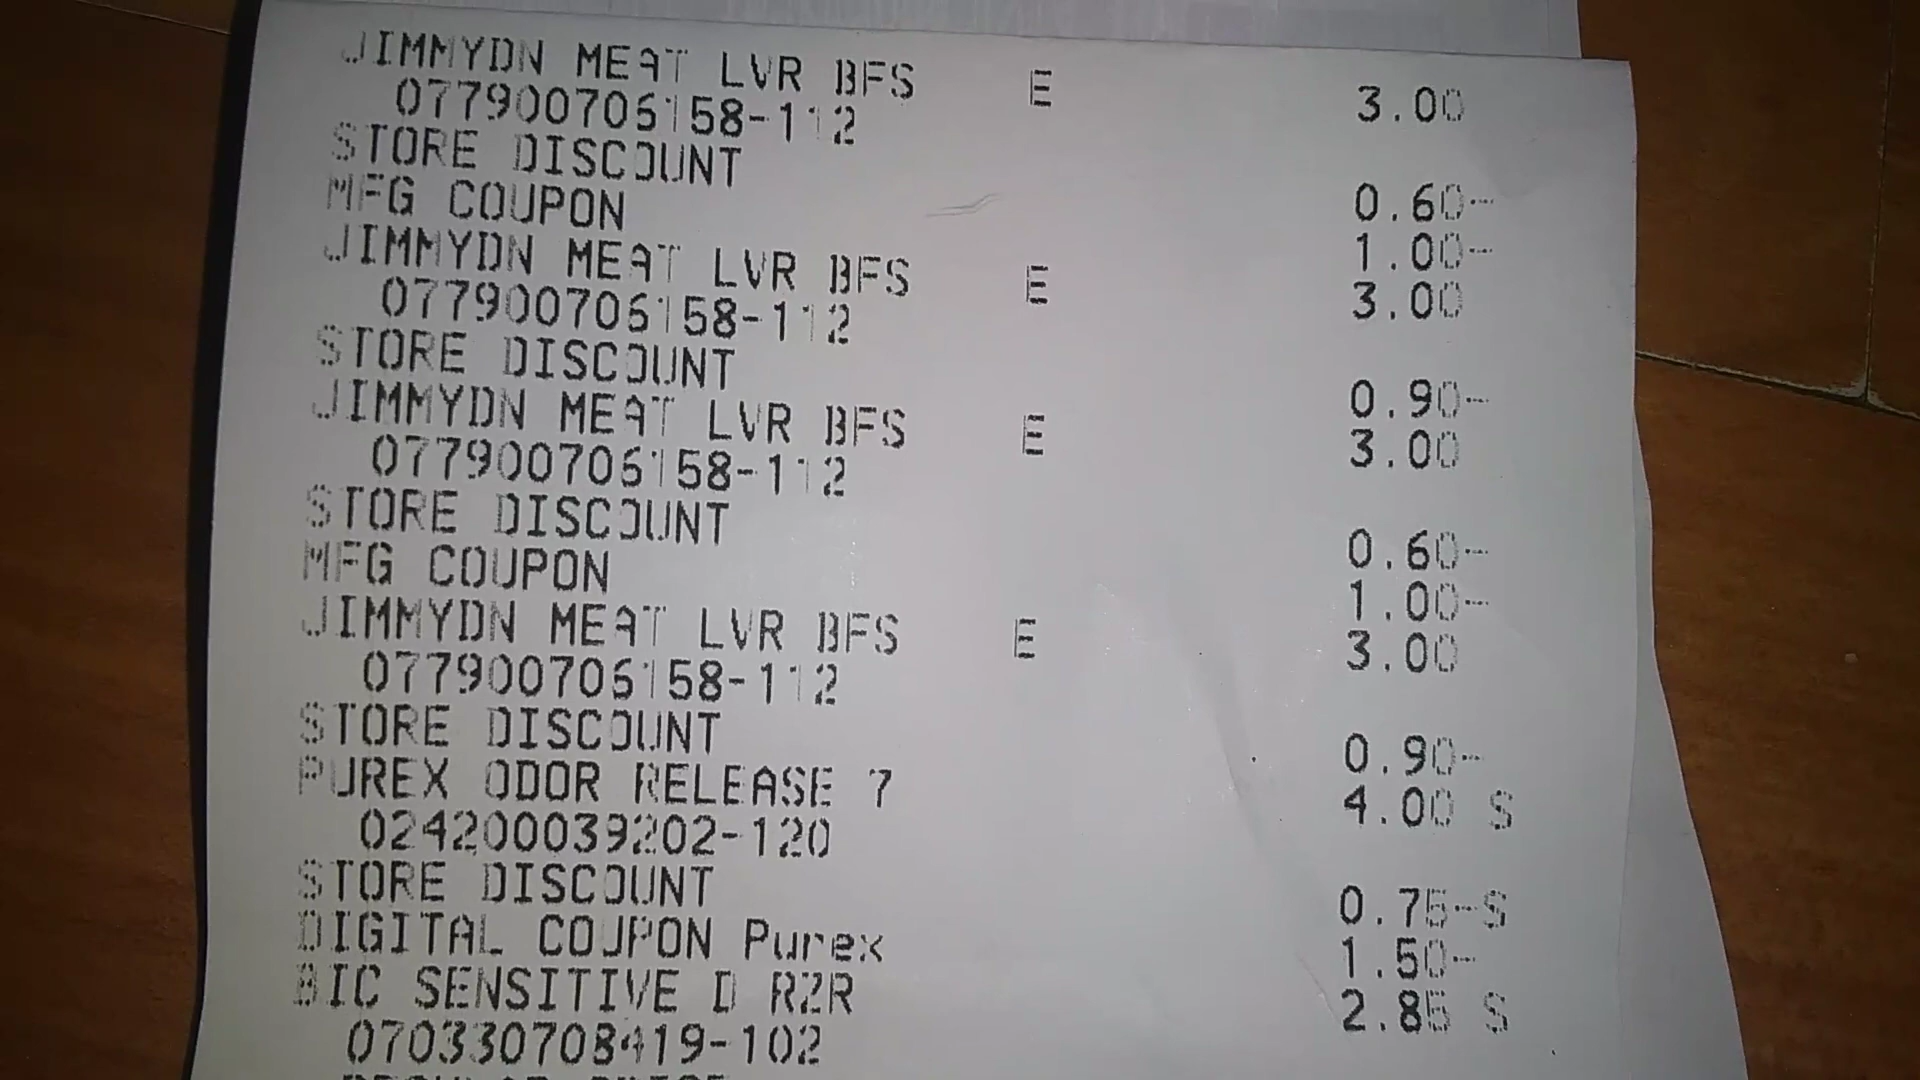 JIMMYDN MEAT LVR BFS E 3.00
077900706158-112
STORE DISCOUNT 0.60-
MFG COUPON 1.00-
JIMMYDN MEAT LVR BFS E 3.00
077900706158-112
STORE DISCOUNT 0.90-
JIMMYDN MEAT LVR BFS E 3.00
077900706158-112
STORE DISCOUNT 0.60-
MFG COUPON 1.00-
JIMMYDN MEAT LVR BFS E 3.00
077900706158-112
STORE DISCOUNT 0.90-
PUREX ODOR RELEASE 7 4.00 S
024200039202-120
STORE DISCOUNT 0.75-S
DIGITAL COUPON Purex 1.50-
BIC SENSITIVE D RZR 2.85 S
070330708419-102